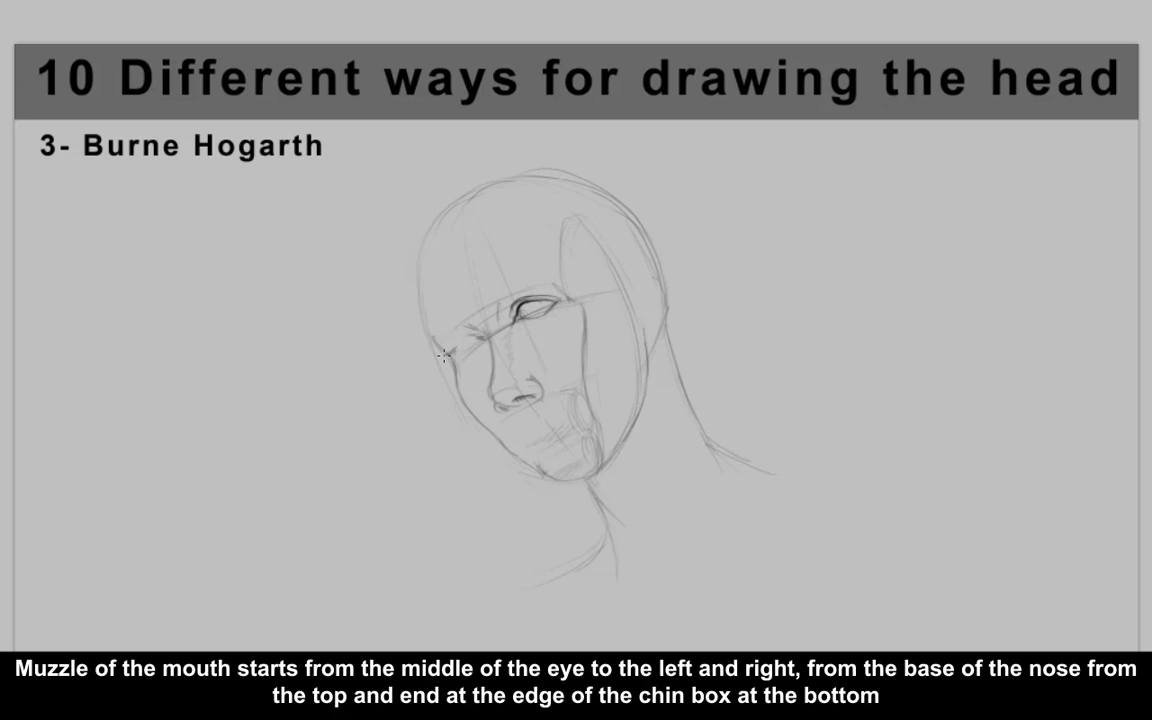 10 Different ways for drawing the head
3- Burne Hogarth
Muzzle of the mouth starts from the middle of the eye to the left and right, from the base of the nose from
the top and end at the edge of the chin box at the bottom